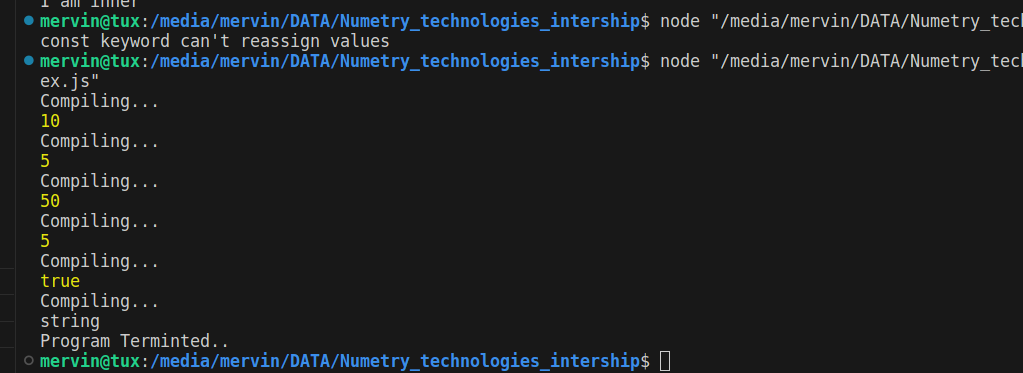 I am inner
mervin@tux:/media/mervin/DATA/Numetry_technologies_intership$ node "/media/mervin/DATA/Numetry_tech
const keyword can't reassign values
mervin@tux:/media/mervin/DATA/Numetry_technologies_intership$ node "/media/mervin/DATA/Numetry_tech
ex.js"
Compiling...
10
Compiling...
5
Compiling...
50
Compiling...
5
Compiling...
true
Compiling...
string
Program Terminted..
mervin@tux:/media/mervin/DATA/Numetry_technologies_intership$